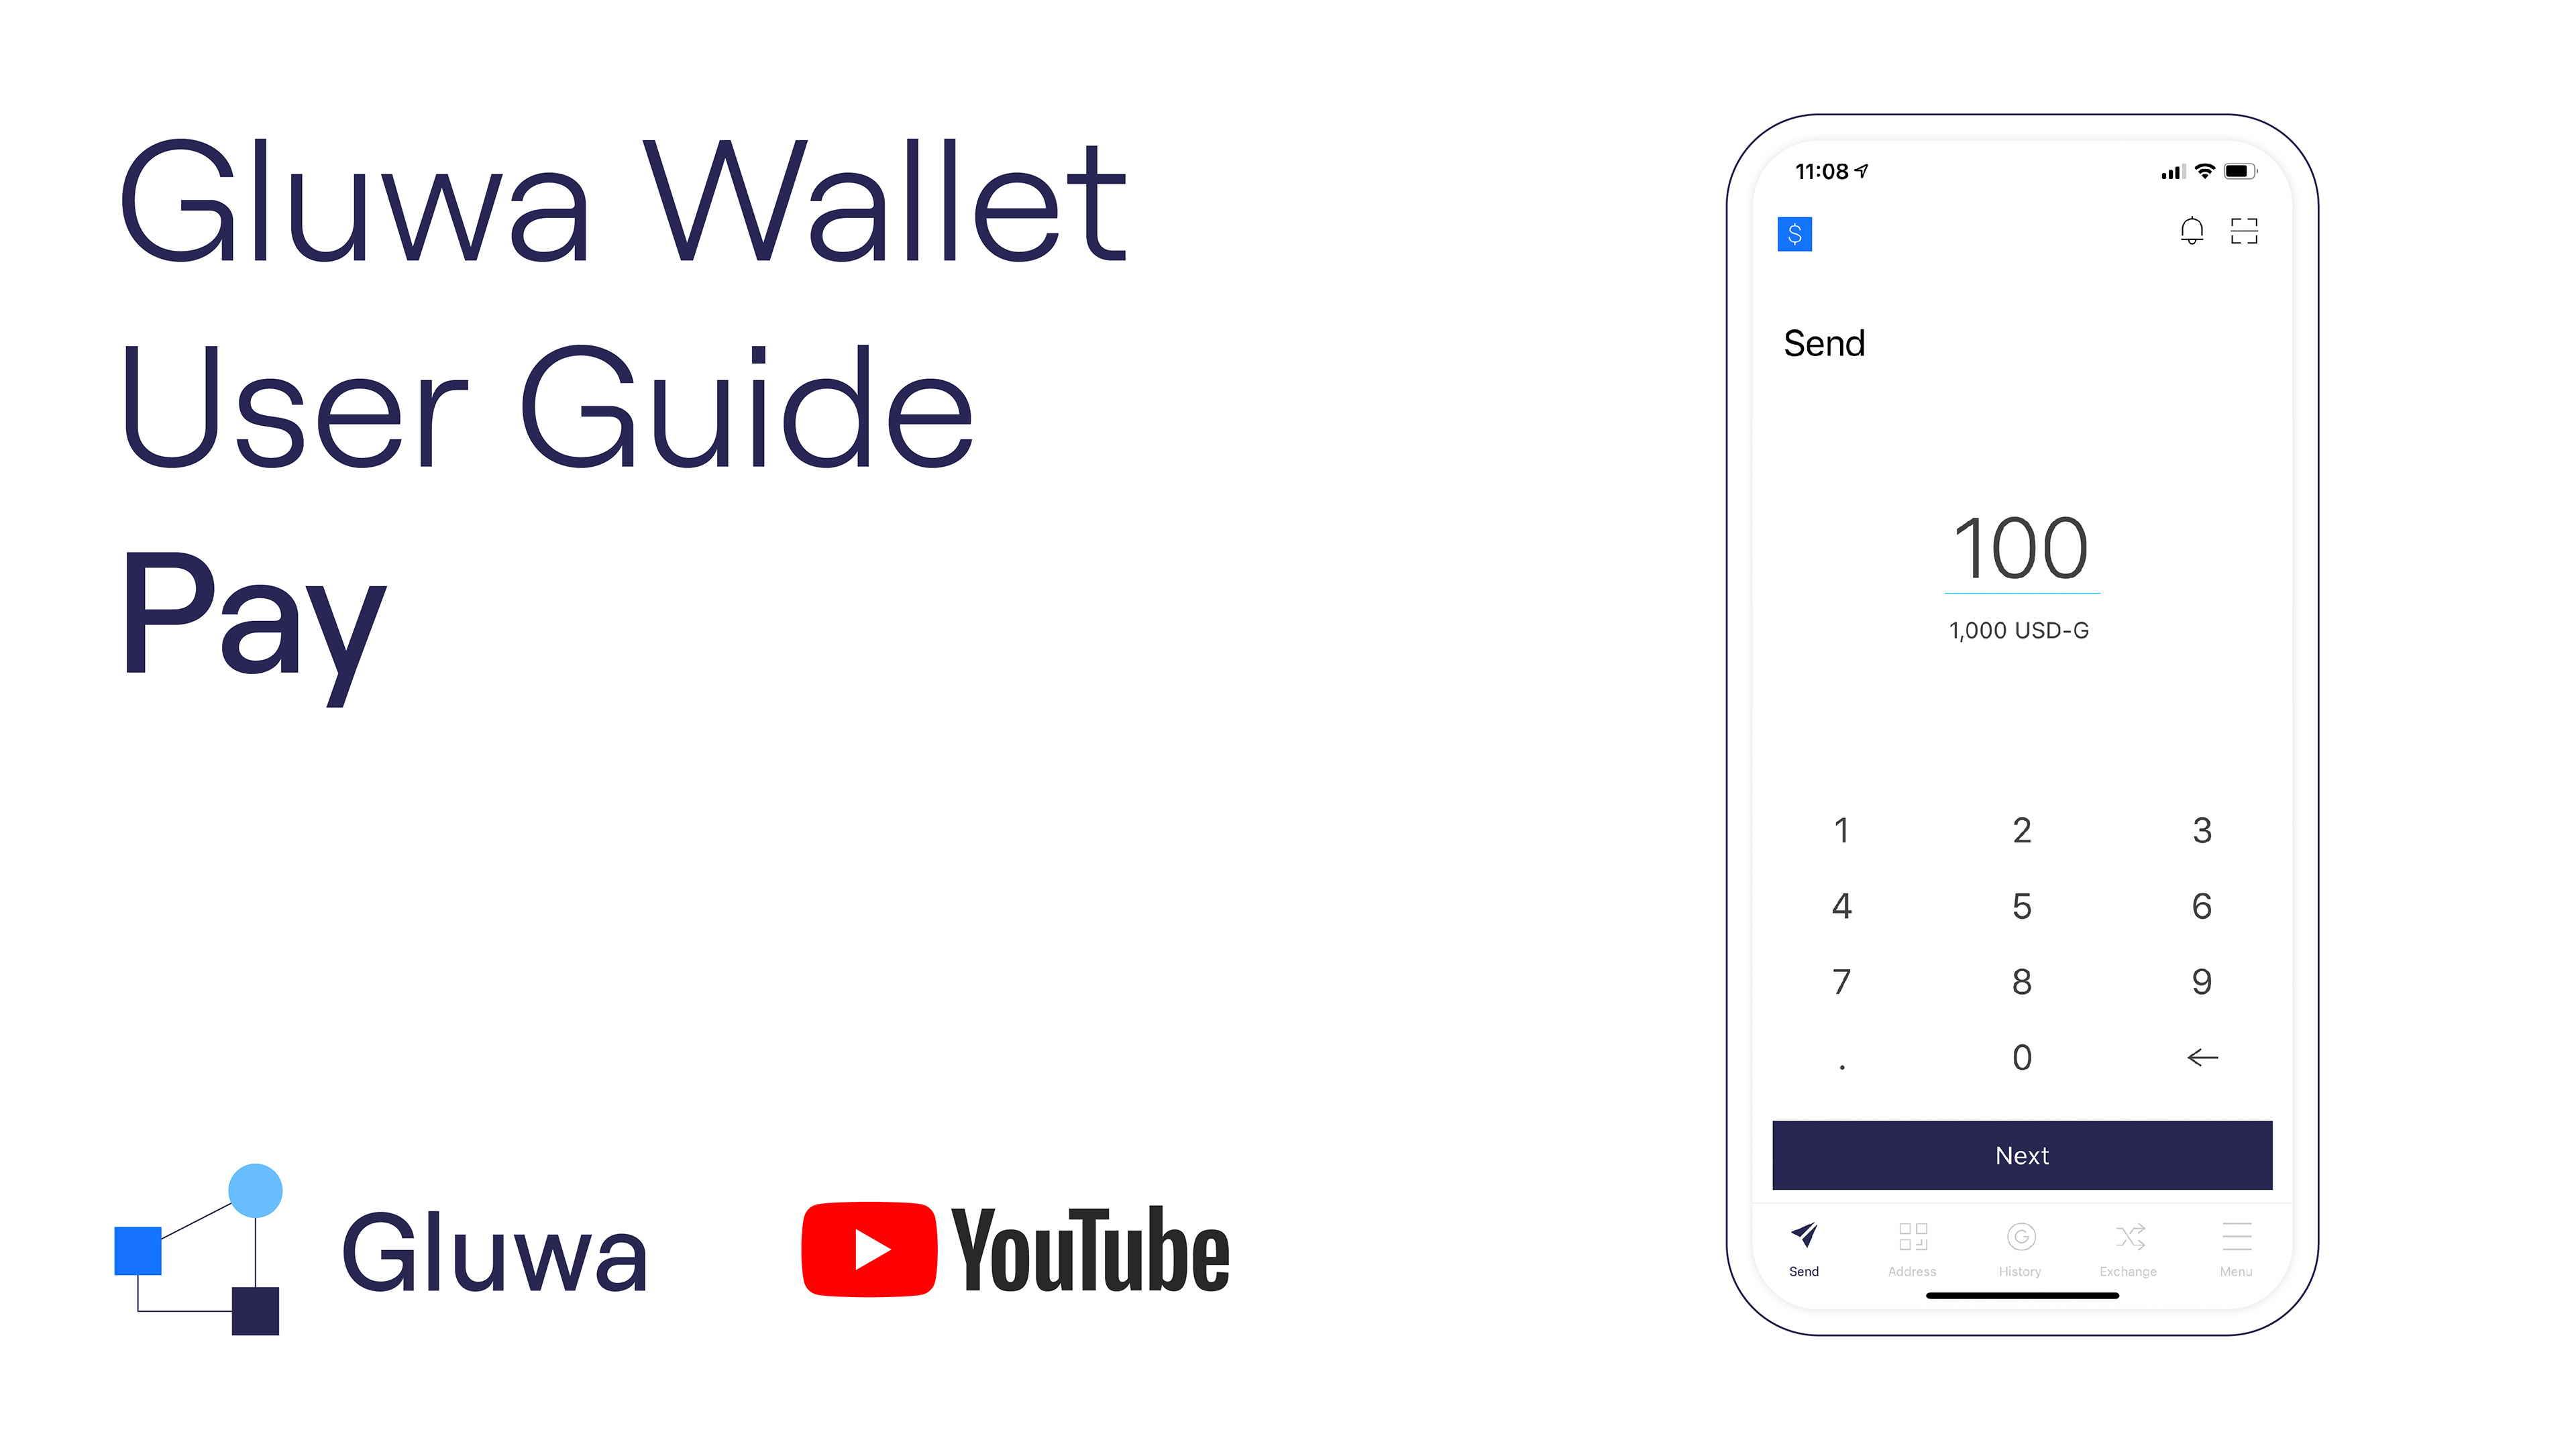 Gluwa Wallet
User Guide
Pay
Gluwa
YouTube
11:08
$
Send
100
1,000 USD-G
1 2 3
4 5 6
7 8 9
. 0 ←
Next
Send Address History Exchange Menu